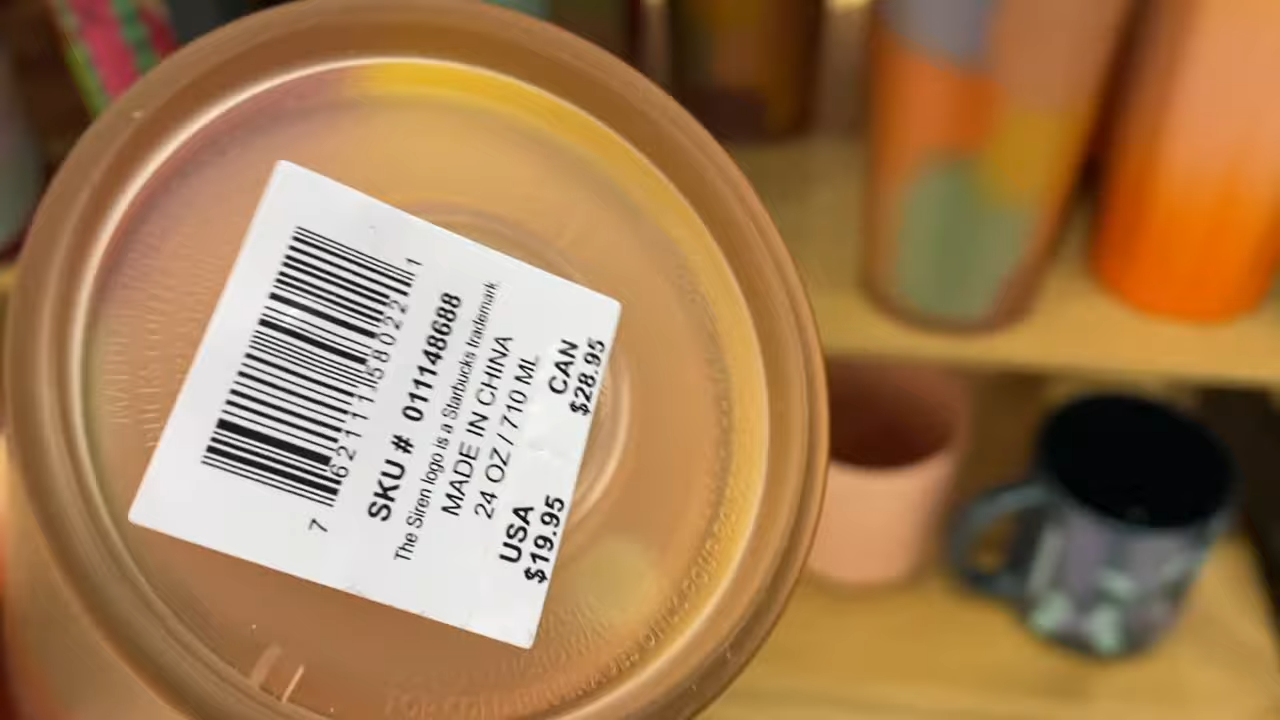 7 62111 58022 1
SKU # 011148688
The Siren logo is a Starbucks trademark.
MADE IN CHINA
24 OZ / 710 ML
USA CAN
$19.95 $28.95